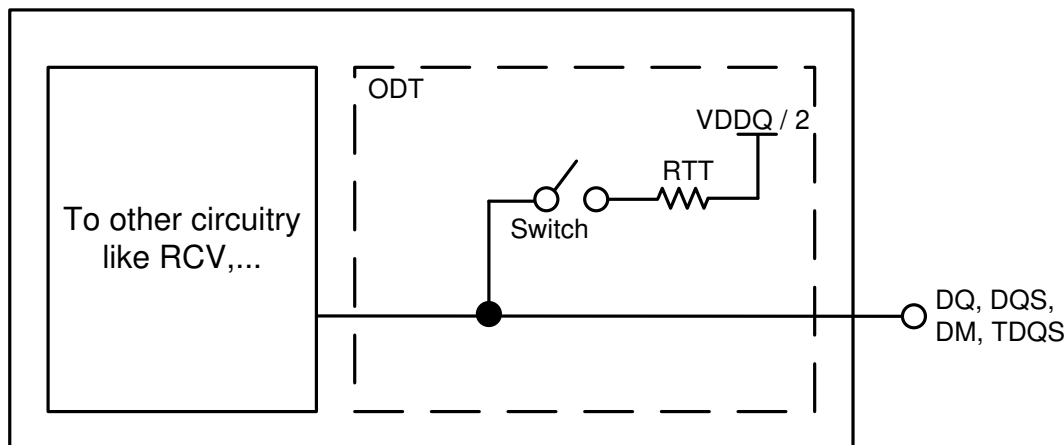 ODT
VDDQ / 2
RTT
Switch
To other circuitry
like RCV,...
DQ, DQS,
DM, TDQS